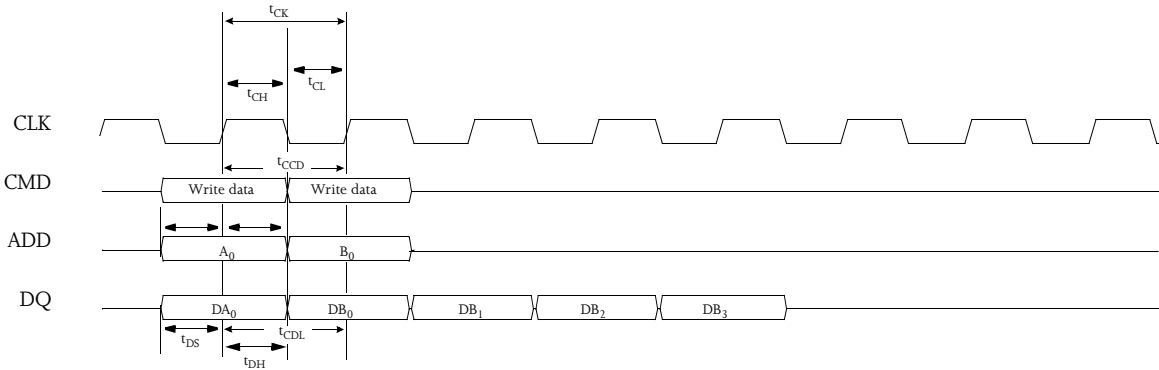 tCK
tCL
tCH
CLK
tCCD
CMD Write data Write data
ADD A0 B0
DQ DA0 DB0 DB1 DB2 DB3
tDS tCDL
tDH